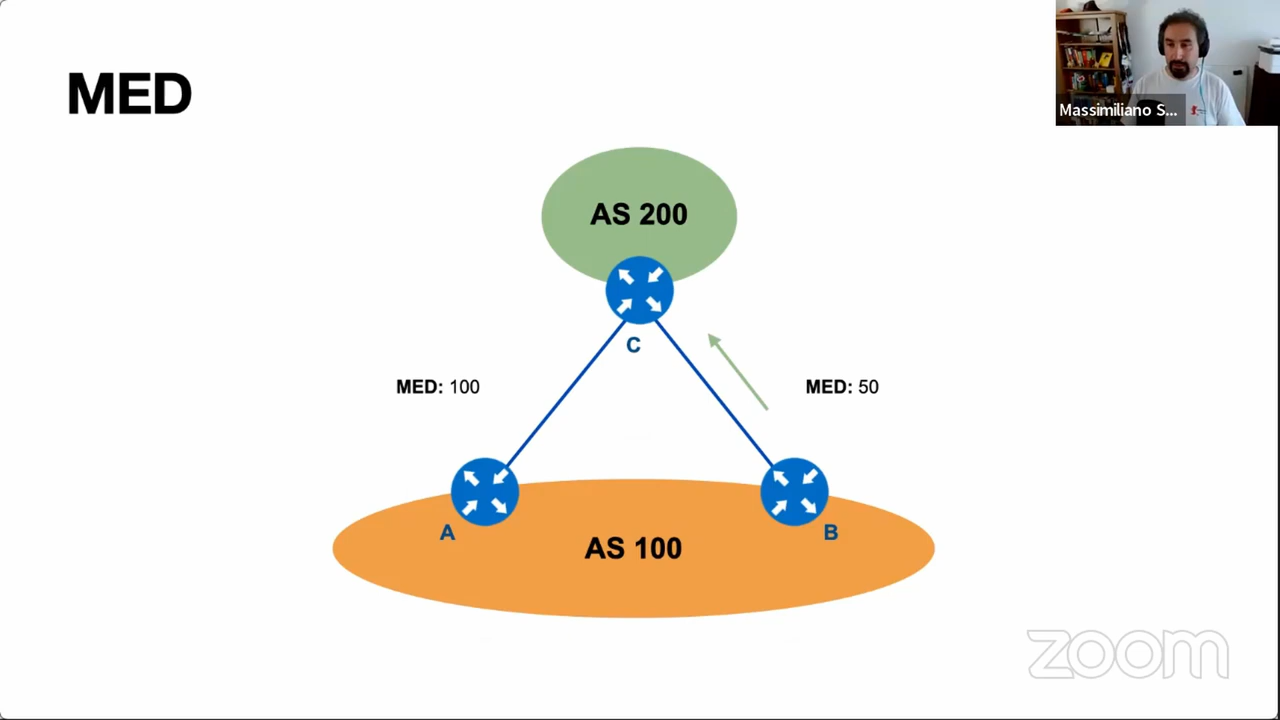 MED
Massimiliano S...
AS 200
C
MED: 100
MED: 50
A
B
AS 100
zoom